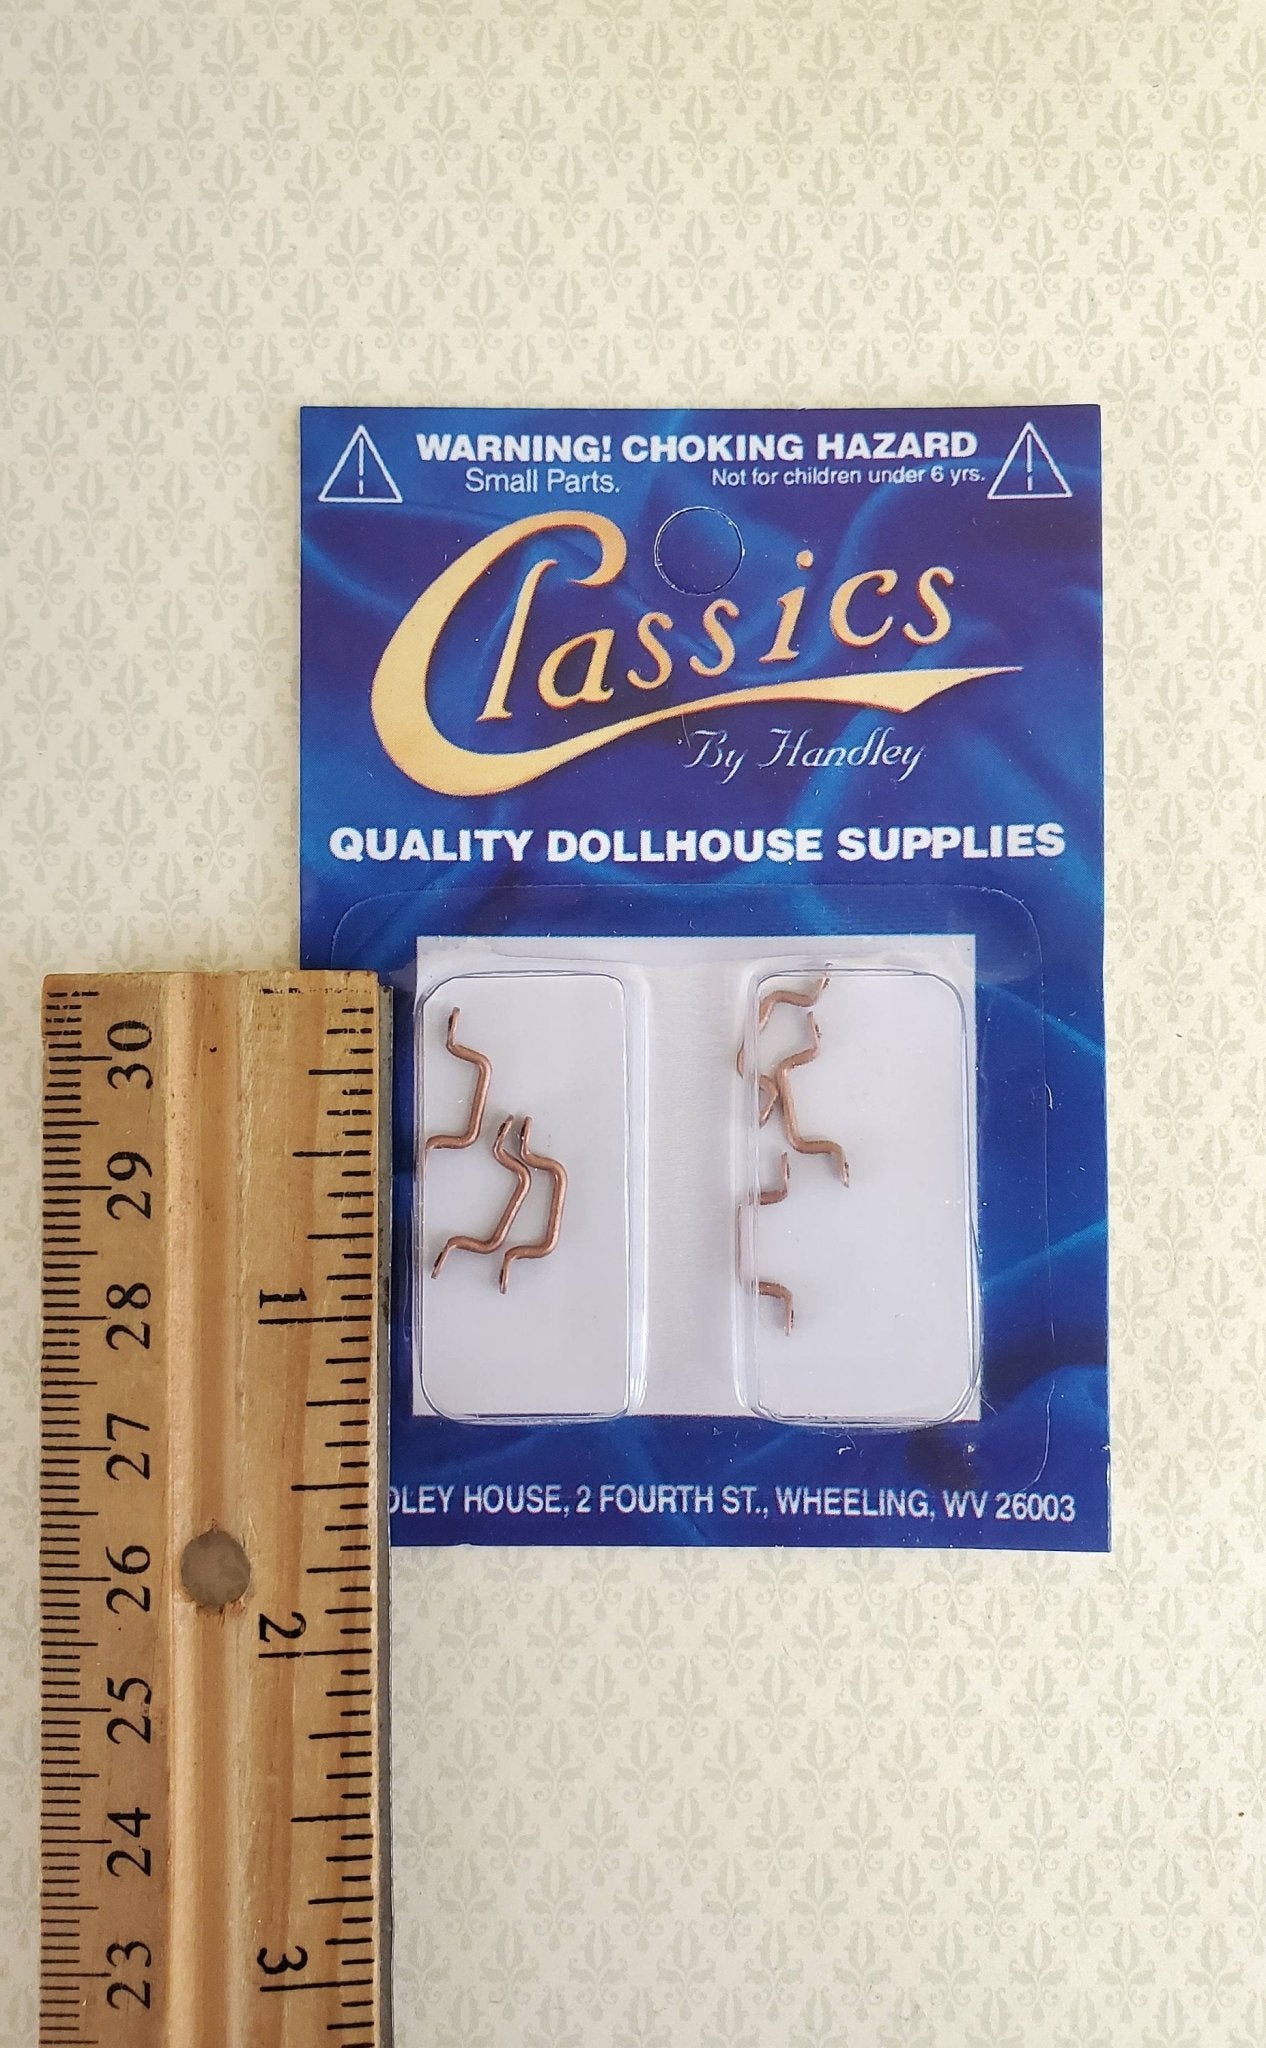 WARNING! CHOKING HAZARD
Small Parts. Not for children under 6 yrs.
Classics
By Handley
QUALITY DOLLHOUSE SUPPLIES
DLEY HOUSE, 2 FOURTH ST., WHEELING, WV 26003
30
29
28
27
26
25
24
23
1
2
3